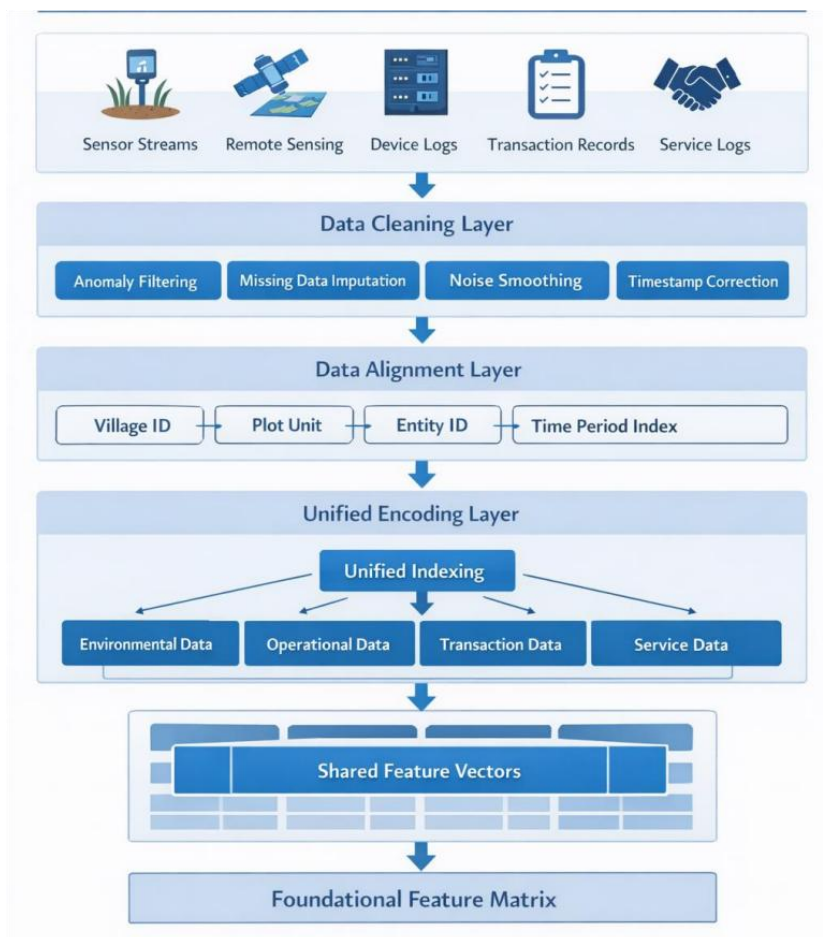 Sensor Streams Remote Sensing Device Logs Transaction Records Service Logs
Data Cleaning Layer
Anomaly Filtering Missing Data Imputation Noise Smoothing Timestamp Correction
Data Alignment Layer
Village ID Plot Unit Entity ID Time Period Index
Unified Encoding Layer
Unified Indexing
Environmental Data Operational Data Transaction Data Service Data
Shared Feature Vectors
Foundational Feature Matrix